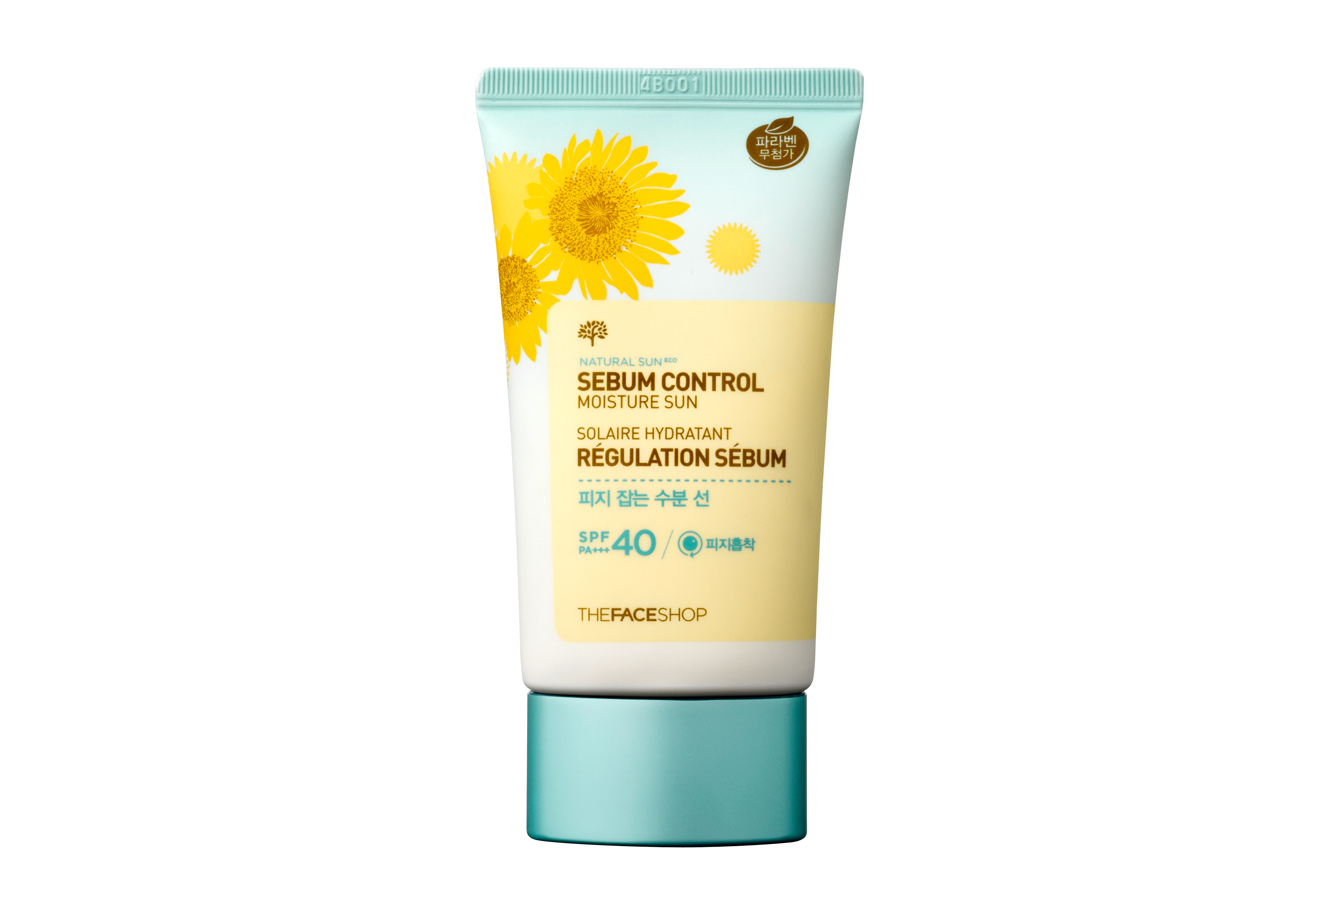 4B001
파라벤
무첨가
NATURAL SUN ECO
SEBUM CONTROL
MOISTURE SUN
SOLAIRE HYDRATANT
RÉGULATION SÉBUM
피지 잡는 수분 선
SPF 40 / 피지흡착
PA+++
THEFACESHOP